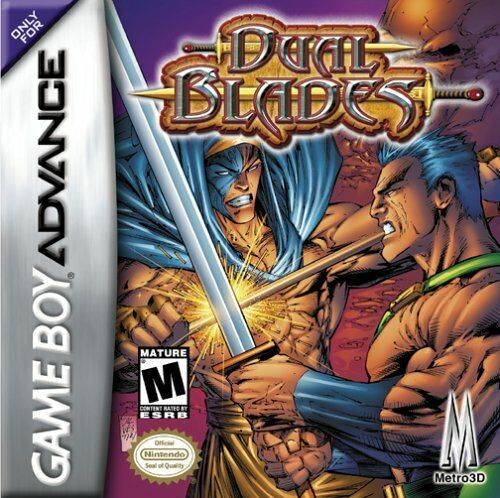 ONLY
FOR
GAME BOY ADVANCE
DUAL
BLADES
MATURE
M
CONTENT RATED BY
ESRB
Official
Nintendo
Seal of Quality
M
Metro3D